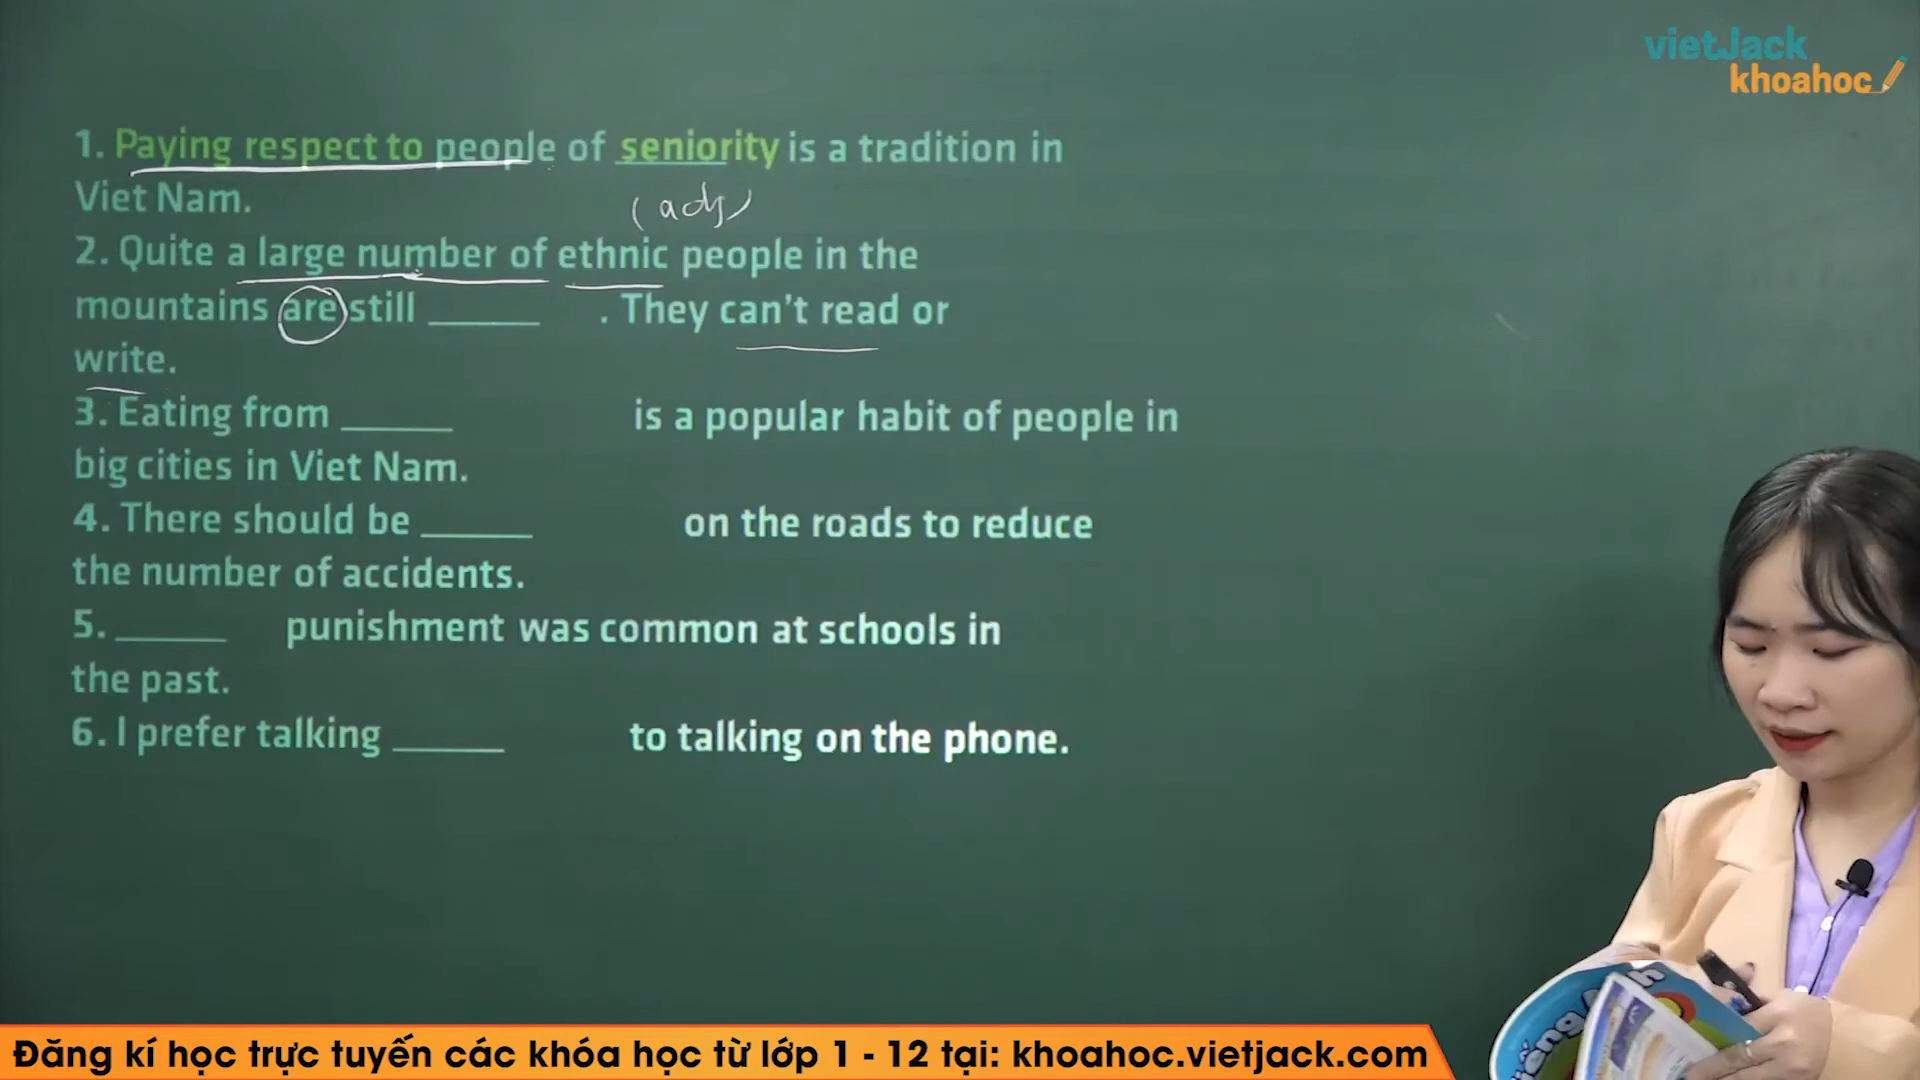 vietJack
khoahoc
1. Paying respect to people of seniority is a tradition in
Viet Nam.
(adj)
2. Quite a large number of ethnic people in the
mountains are still ______ . They can't read or
write.
3. Eating from ______ is a popular habit of people in
big cities in Viet Nam.
4. There should be ______ on the roads to reduce
the number of accidents.
5. ______ punishment was common at schools in
the past.
6. I prefer talking ______ to talking on the phone.
Đăng kí học trực tuyến các khóa học từ lớp 1 - 12 tại: khoahoc.vietjack.com